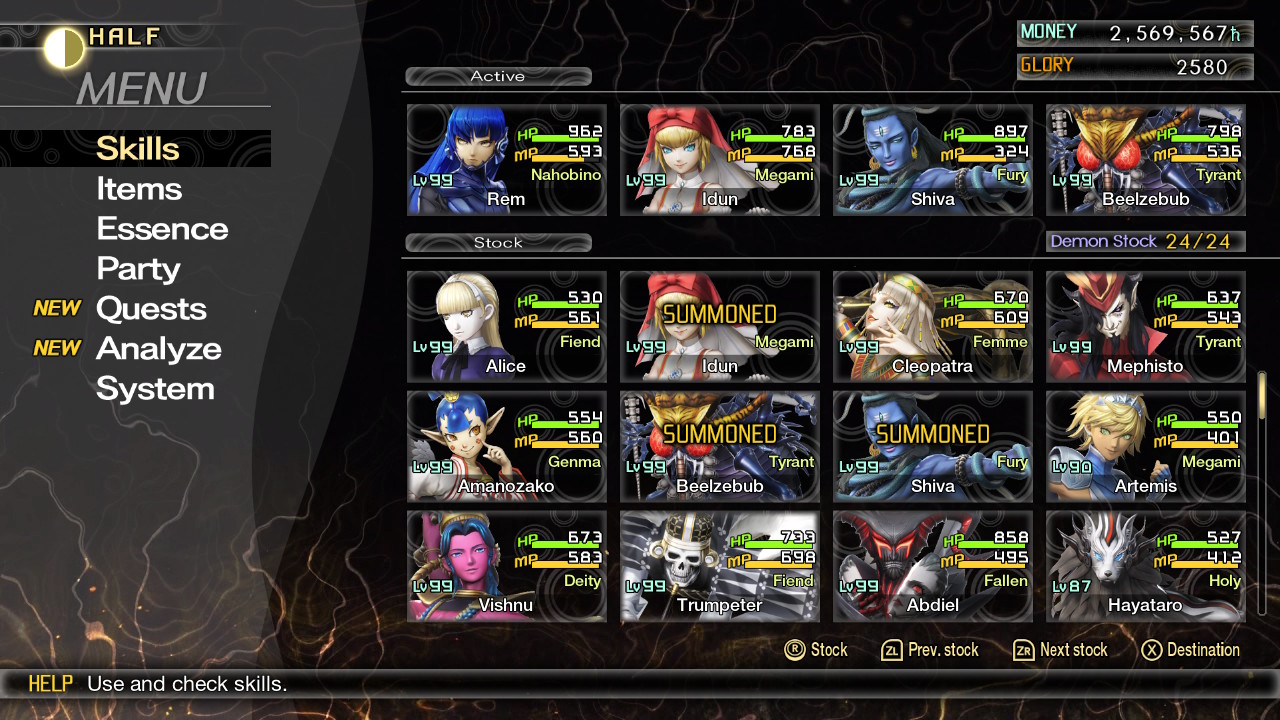 HALF
MENU
Skills
Items
Essence
Party
NEW Quests
NEW Analyze
System
MONEY 2,569,567
GLORY 2580
Active
HP 962
MP 593
Lv99 Nahobino
Rem
HP 783
MP 768
Lv99 Megami
Idun
HP 897
MP 324
Lv99 Fury
Shiva
HP 798
MP 536
Lv99 Tyrant
Beelzebub
Stock
Demon Stock 24/24
HP 530
MP 561
Lv99 Fiend
Alice
SUMMONED
Lv99 Megami
Idun
HP 670
MP 609
Lv99 Femme
Cleopatra
HP 637
MP 543
Lv99 Tyrant
Mephisto
HP 554
MP 560
Lv99 Genma
Amanozako
SUMMONED
Lv99 Tyrant
Beelzebub
SUMMONED
Lv99 Fury
Shiva
HP 550
MP 401
Lv90 Megami
Artemis
HP 673
MP 583
Lv99 Deity
Vishnu
HP 733
MP 698
Lv99 Fiend
Trumpeter
HP 858
MP 495
Lv99 Fallen
Abdiel
HP 527
MP 412
Lv87 Holy
Hayataro
R Stock ZL Prev. stock ZR Next stock X Destination
HELP Use and check skills.